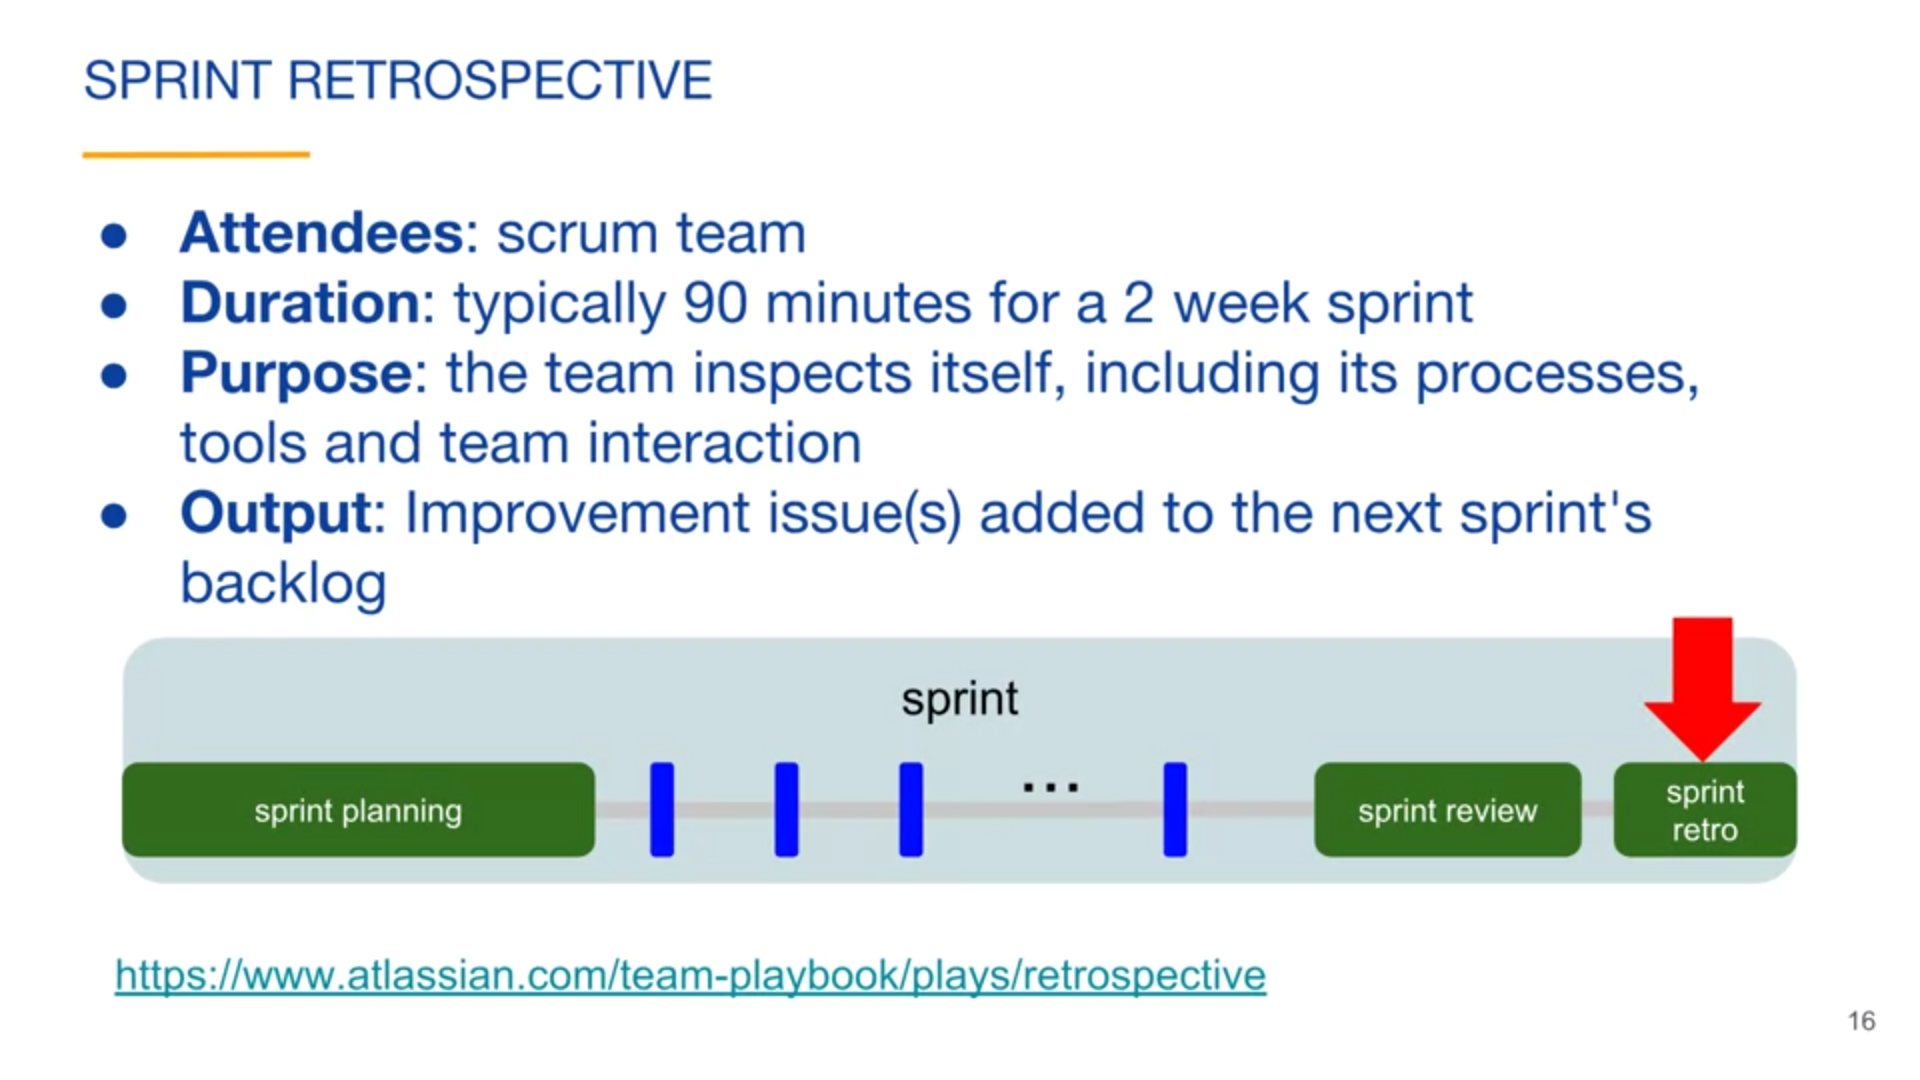 SPRINT RETROSPECTIVE
● Attendees: scrum team
● Duration: typically 90 minutes for a 2 week sprint
● Purpose: the team inspects itself, including its processes,
tools and team interaction
● Output: Improvement issue(s) added to the next sprint's
backlog
sprint
sprint planning
...
sprint review
sprint
retro
https://www.atlassian.com/team-playbook/plays/retrospective
16